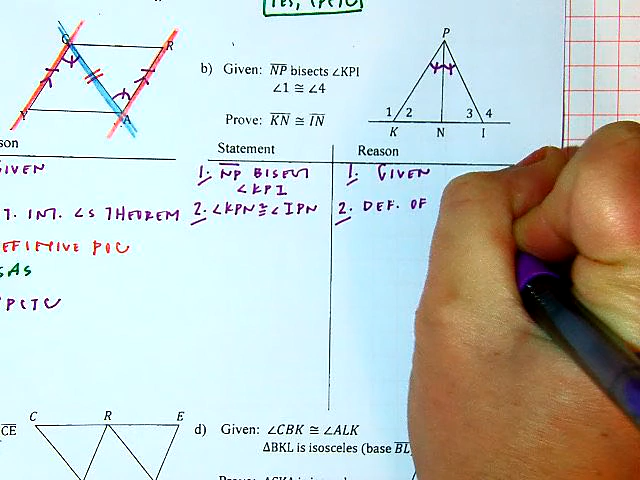 YES, CPCTC
G
R
Y
A
b) Given: NP bisects ∠KPI
∠1 ≅ ∠4
Prove: KN ≅ IN
P
1 2 3 4
K N I
Statement
Reason
1. NP BISECT
∠KPI
1. GIVEN
2. ∠KPN ≅ ∠IPN
2. DEF. OF
son
GIVEN
T. INT. ∠S THEOREM
EFLEXIVE POC
SAS
PCTC
CE
C R E
d) Given: ∠CBK ≅ ∠ALK
ΔBKL is isosceles (base BL